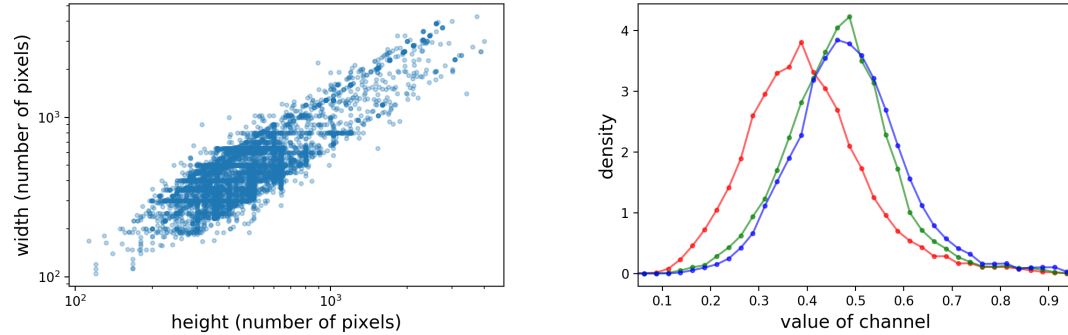 width (number of pixels)
10³
10²
10²
10³
height (number of pixels)
density
4
3
2
1
0
0.1 0.2 0.3 0.4 0.5 0.6 0.7 0.8 0.9
value of channel